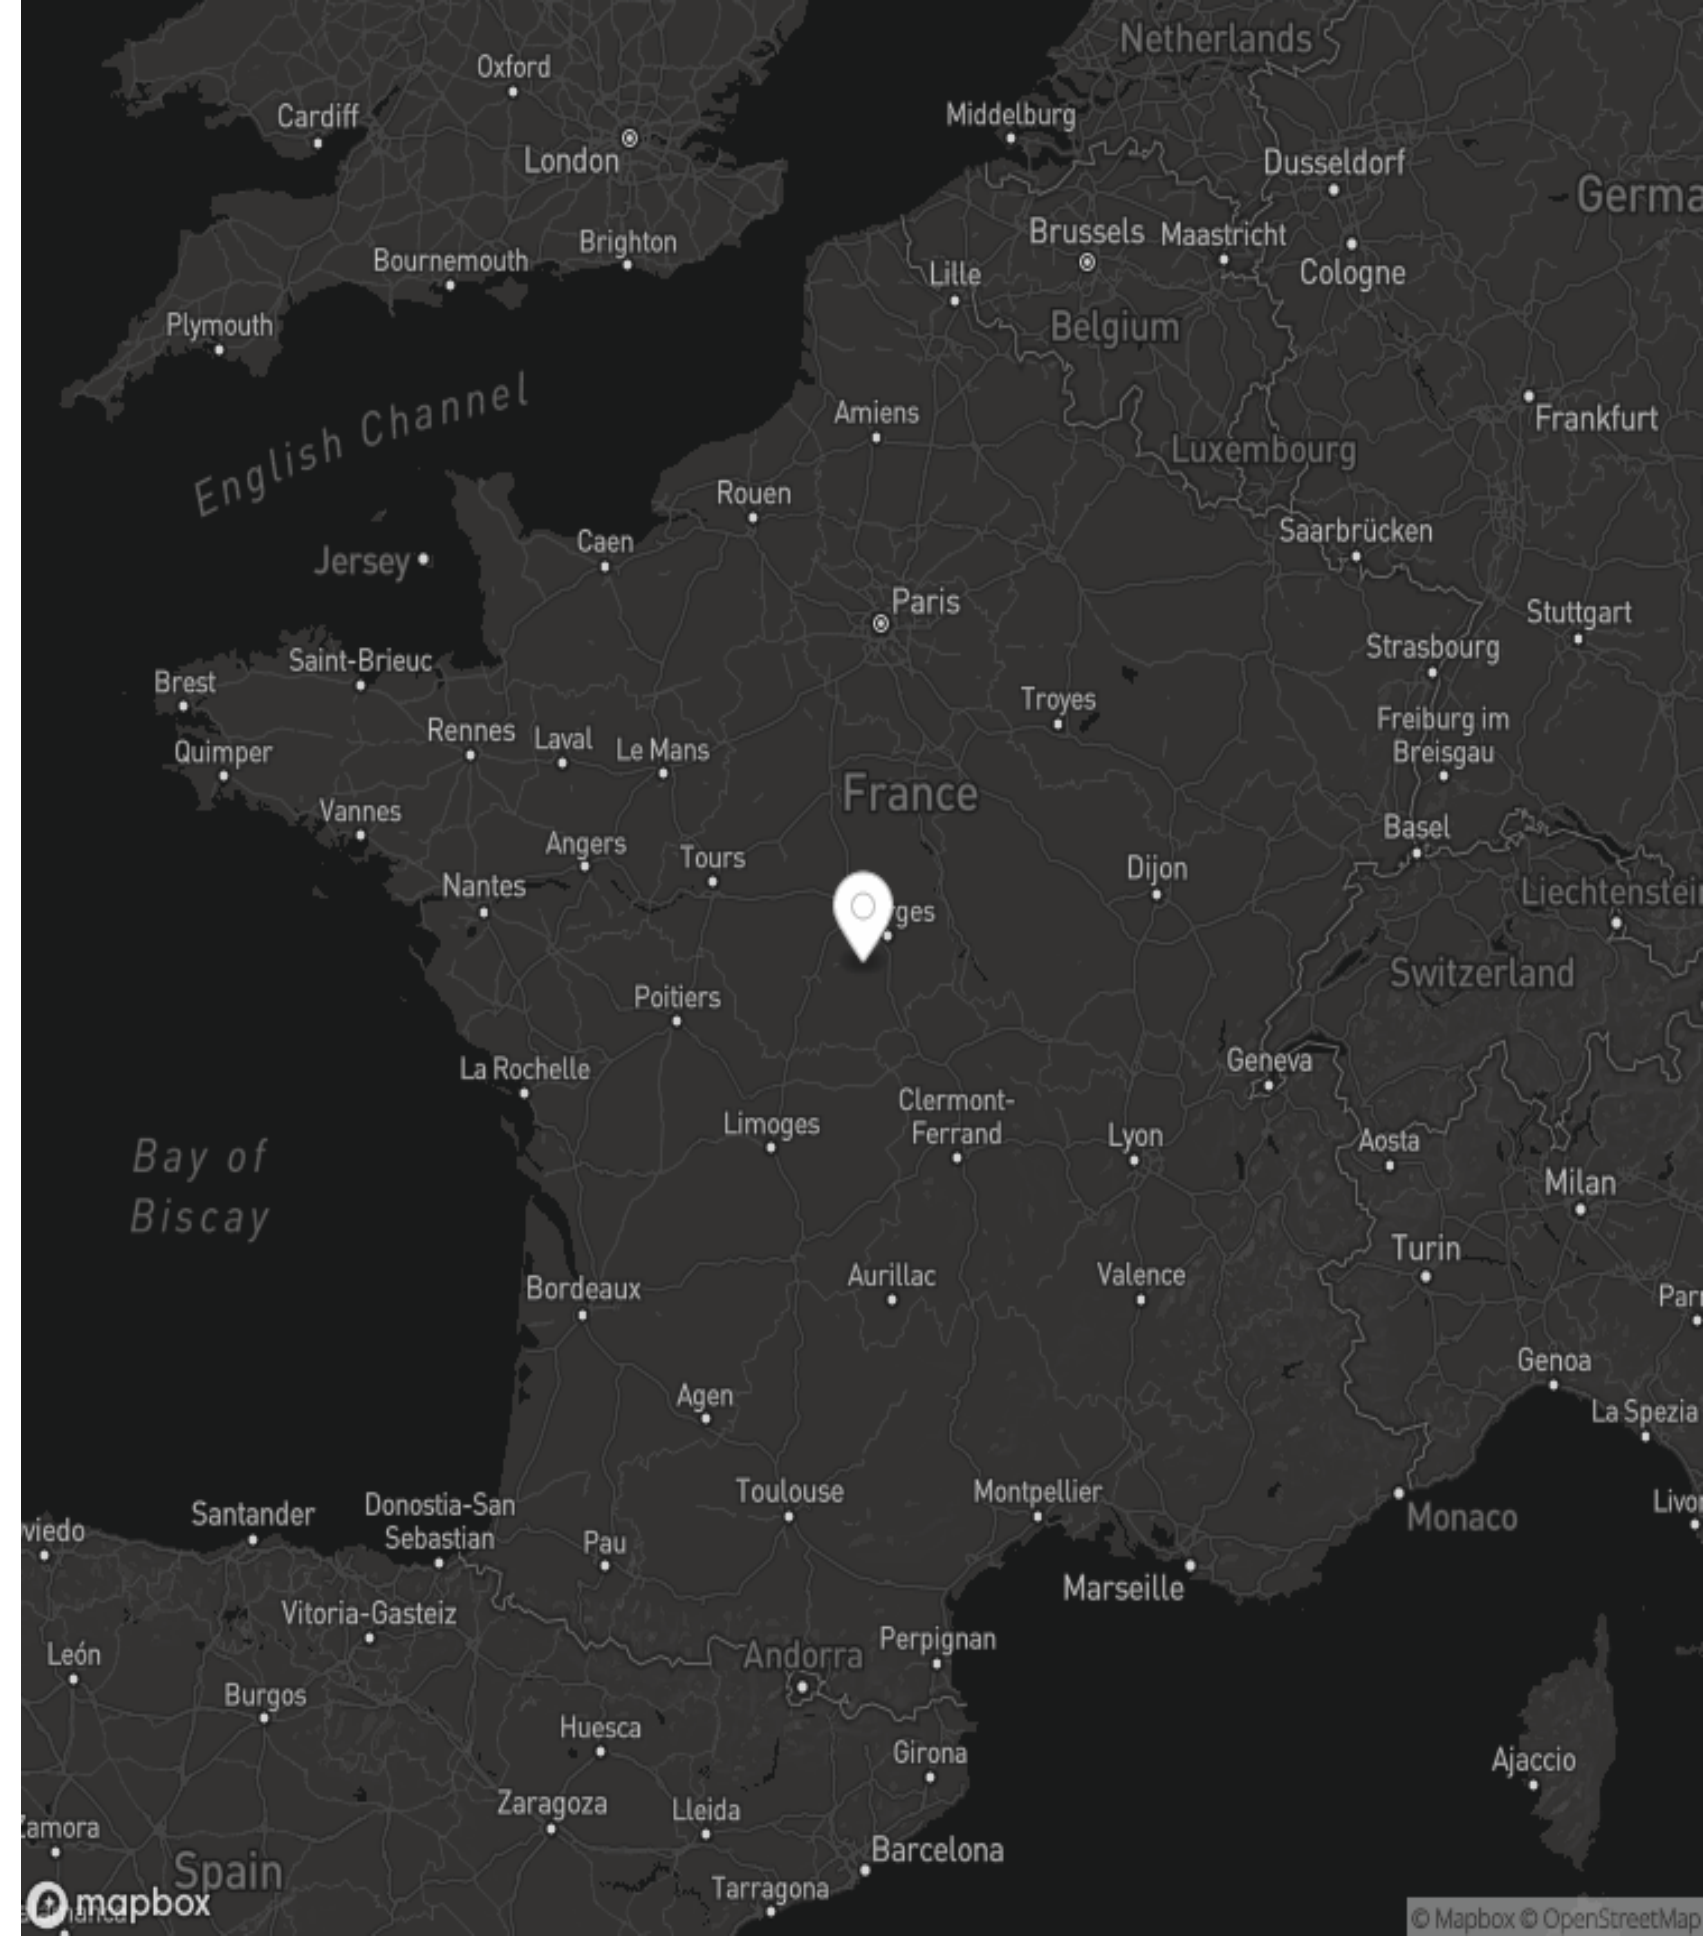 Netherlands
Oxford
Cardiff
Middelburg
London
Dusseldorf
Germa
Brussels
Maastricht
Brighton
Bournemouth
Lille
Cologne
Plymouth
Belgium
English Channel
Amiens
Frankfurt
Luxembourg
Rouen
Saarbrücken
Caen
Jersey
Paris
Stuttgart
Strasbourg
Saint-Brieuc
Brest
Troyes
Freiburg im
Breisgau
Rennes
Laval
Le Mans
Quimper
France
Vannes
Basel
Angers
Tours
Dijon
Nantes
Liechtenstein
rges
Switzerland
Poitiers
Geneva
La Rochelle
Clermont-
Ferrand
Limoges
Lyon
Aosta
Bay of
Biscay
Milan
Turin
Aurillac
Valence
Bordeaux
Parr
Genoa
Agen
La Spezia
Toulouse
Montpellier
Livor
Santander
Donostia-San
Sebastian
Monaco
viedo
Pau
Marseille
Vitoria-Gasteiz
Perpignan
Andorra
León
Burgos
Huesca
Girona
Ajaccio
Zaragoza
Lleida
Zamora
Barcelona
Spain
Tarragona
mapbox
© Mapbox © OpenStreetMap